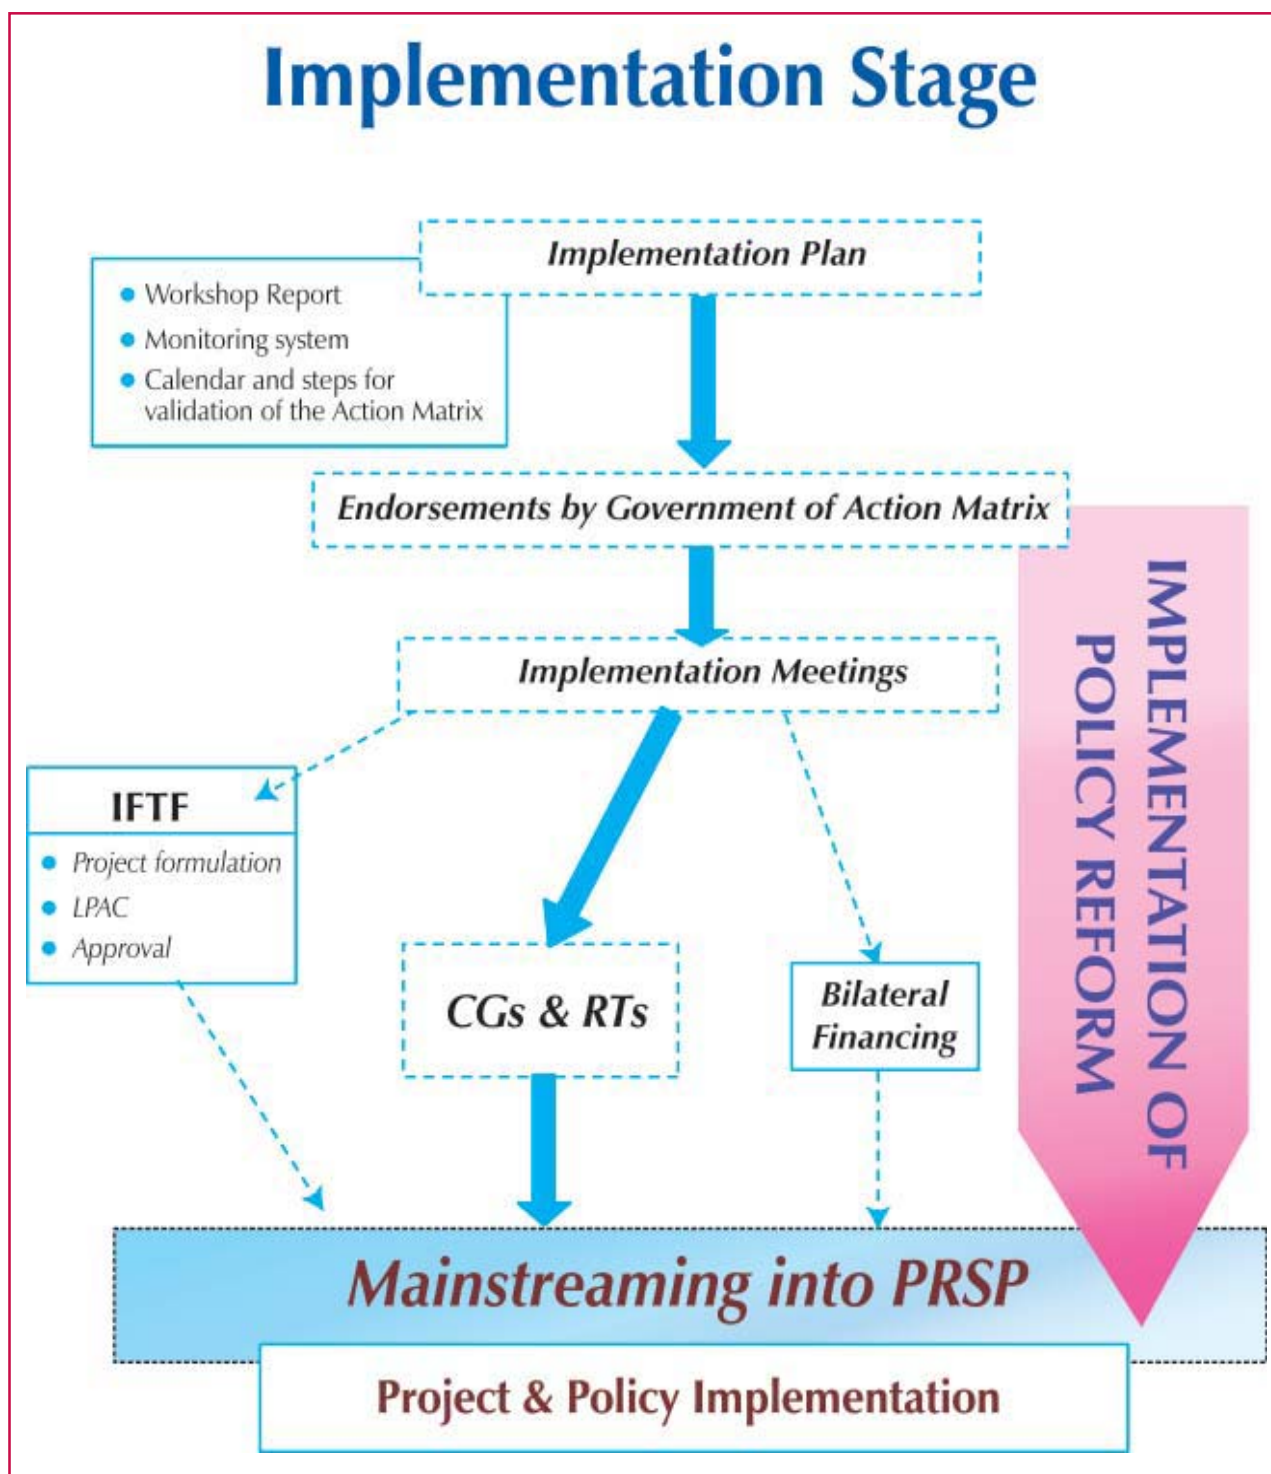 Implementation Stage
Implementation Plan
• Workshop Report
• Monitoring system
• Calendar and steps for
validation of the Action Matrix
Endorsements by Government of Action Matrix
Implementation Meetings
IMPLEMENTATION OF
POLICY REFORM
IFTF
• Project formulation
• LPAC
• Approval
CGs & RTs
Bilateral
Financing
Mainstreaming into PRSP
Project & Policy Implementation